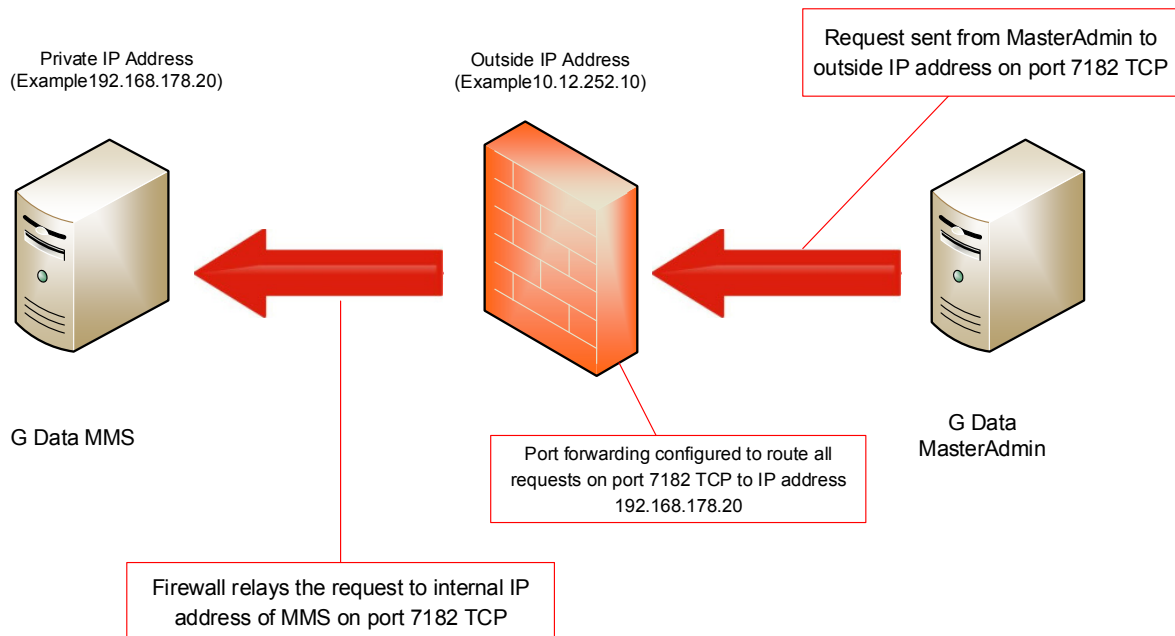 Private IP Address
(Example192.168.178.20)
Outside IP Address
(Example10.12.252.10)
Request sent from MasterAdmin to
outside IP address on port 7182 TCP
G Data MMS
G Data
MasterAdmin
Port forwarding configured to route all
requests on port 7182 TCP to IP address
192.168.178.20
Firewall relays the request to internal IP
address of MMS on port 7182 TCP